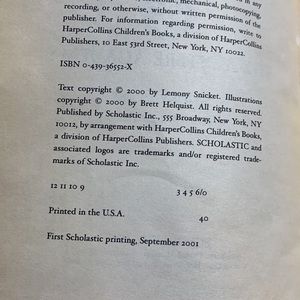 mechanical, photocopying,
recording, or otherwise, without written permission of the
publisher. For information regarding permission, write to
HarperCollins Children's Books, a division of HarperCollins
Publishers, 10 East 53rd Street, New York, NY 10022.
ISBN 0-439-36552-X
Text copyright © 2000 by Lemony Snicket. Illustrations
copyright © 2000 by Brett Helquist. All rights reserved.
Published by Scholastic Inc., 555 Broadway, New York, NY
10012, by arrangement with HarperCollins Children's Books,
a division of HarperCollins Publishers. SCHOLASTIC and
associated logos are trademarks and/or registered trade-
marks of Scholastic Inc.
12 11 10 9 3 4 5 6/0
Printed in the U.S.A. 40
First Scholastic printing, September 2001